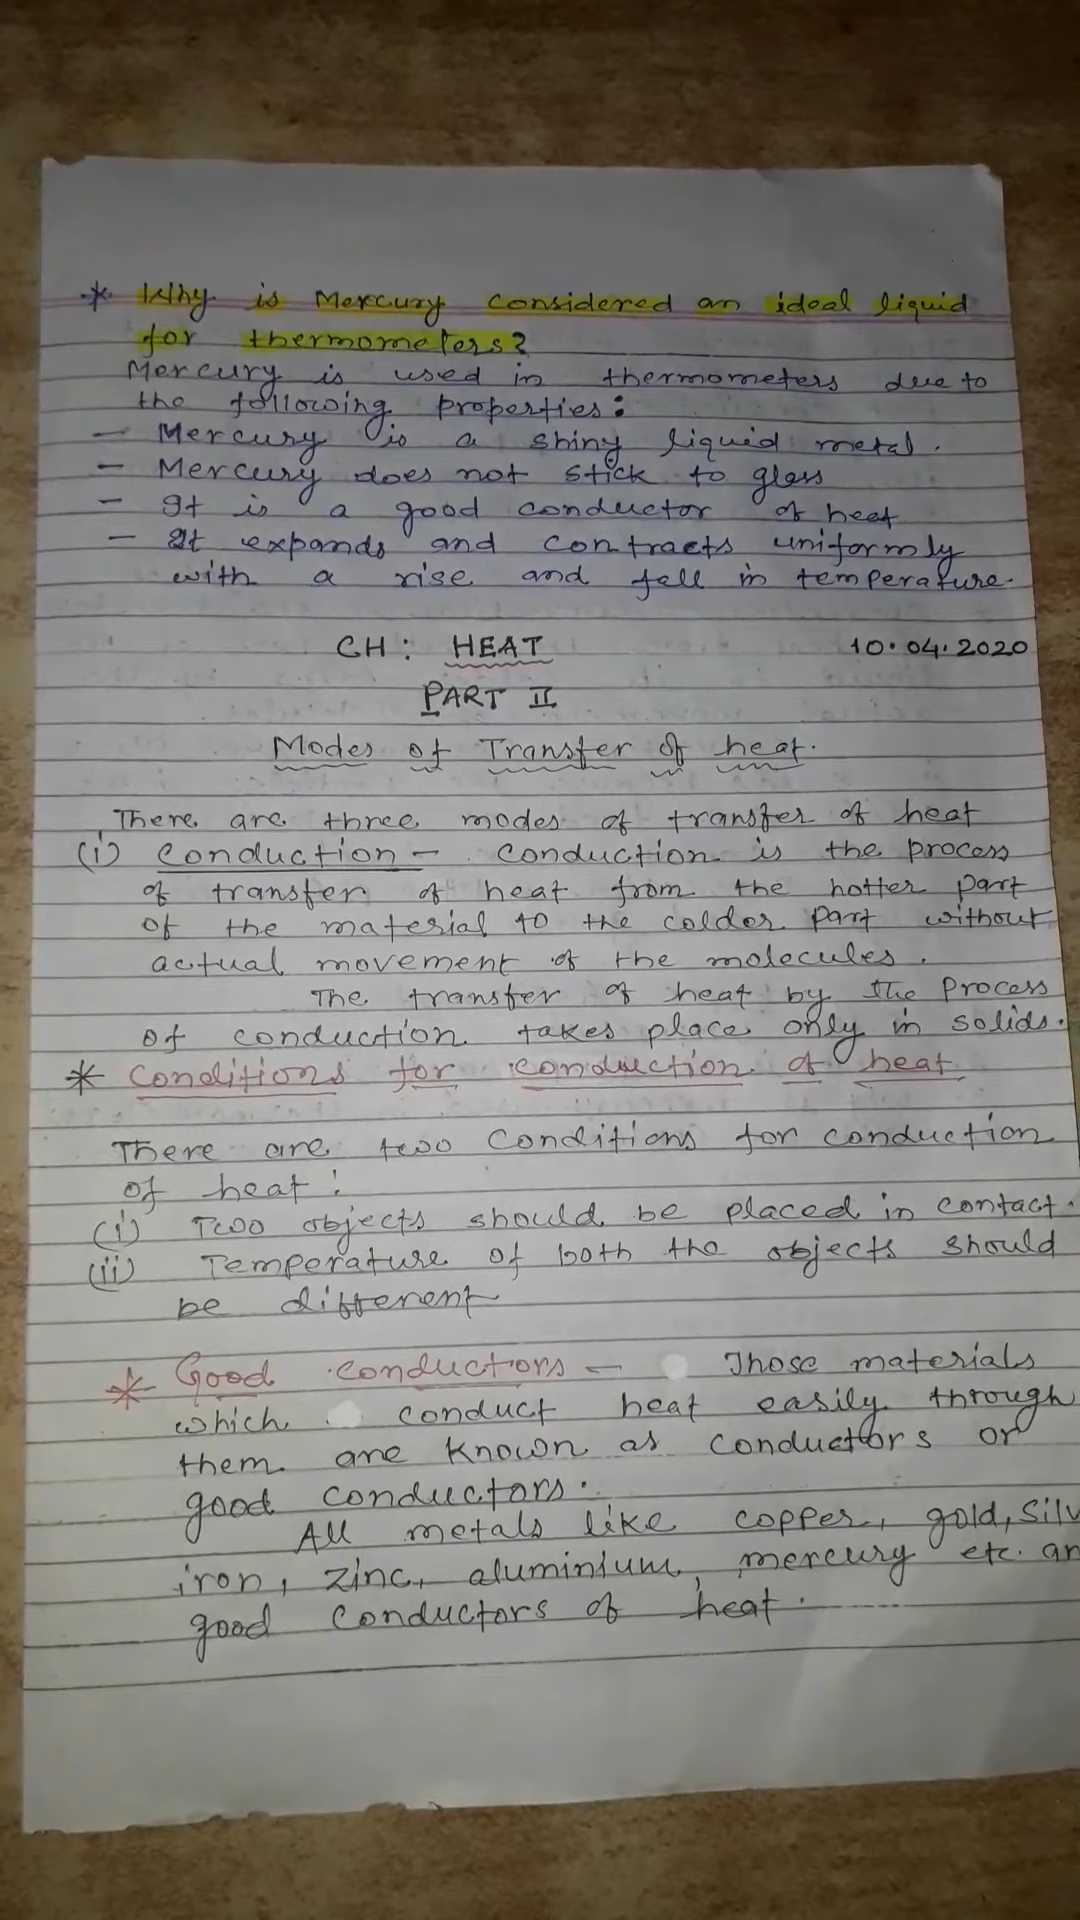 * Why is Mercury considered an ideal liquid
for thermometers?
Mercury is used in thermometers due to
the following properties:
- Mercury is a shiny liquid metal.
- Mercury does not stick to glass
- It is a good conductor of heat
- It expands and contracts uniformly
with a rise and fall in temperature.
CH: HEAT 10.04.2020
PART II
Modes of Transfer of heat.
There are three modes of transfer of heat
(i) Conduction - conduction is the process
of transfer of heat from the hotter part
of the material to the colder part without
actual movement of the molecules.
The transfer of heat by the process
of conduction takes place only in solids.
* Conditions for conduction of heat
There are two conditions for conduction
of heat:
(i) Two objects should be placed in contact.
(ii) Temperature of both the objects should
be different
* Good conductors - Those materials
which conduct heat easily through
them are known as conductors or
good conductors.
All metals like copper, gold, silv
iron, zinc, aluminium, mercury etc. ar
good conductors of heat.